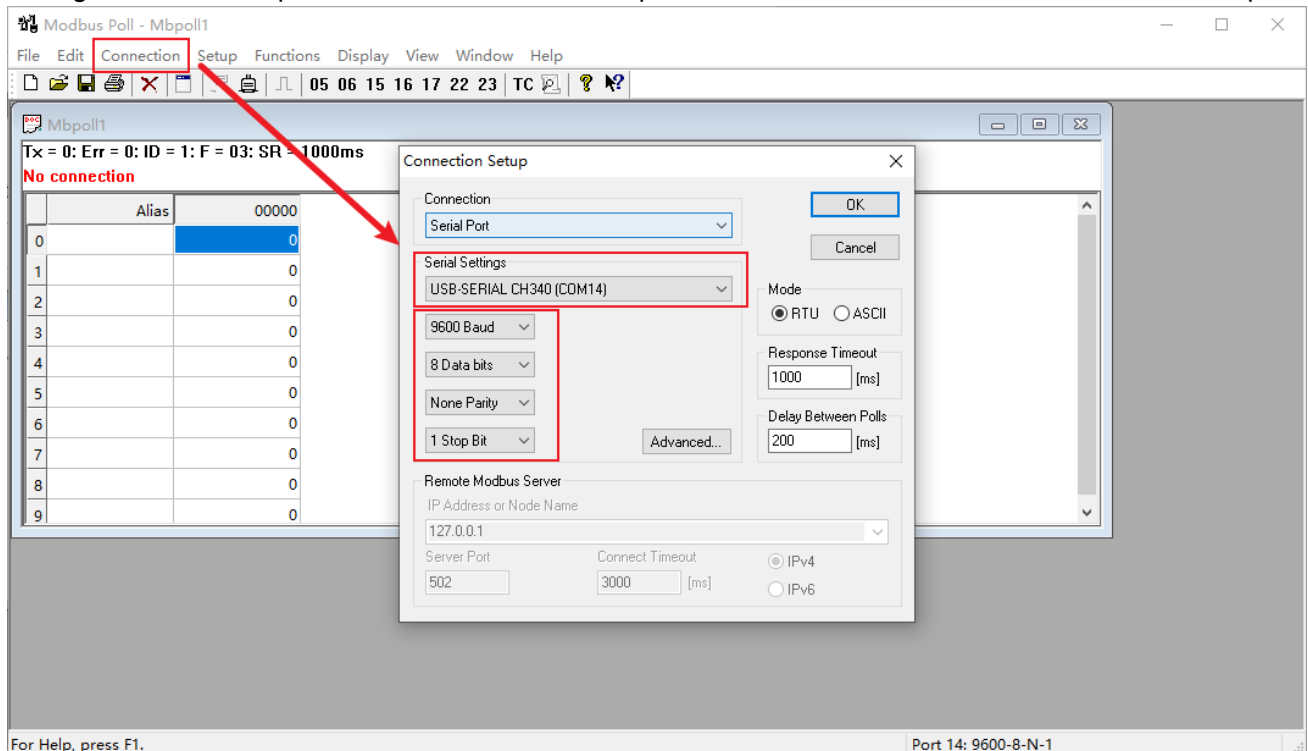 Modbus Poll - Mbpoll1
File Edit Connection Setup Functions Display View Window Help
05 06 15 16 17 22 23 TC
Mbpoll1
Tx = 0: Err = 0: ID = 1: F = 03: SR = 1000ms
No connection
Alias 00000
0 0
1 0
2 0
3 0
4 0
5 0
6 0
7 0
8 0
9 0
Connection Setup
Connection
Serial Port
OK
Cancel
Serial Settings
USB-SERIAL CH340 (COM14)
9600 Baud
8 Data bits
None Parity
1 Stop Bit
Advanced...
Mode
RTU ASCII
Response Timeout
1000 [ms]
Delay Between Polls
200 [ms]
Remote Modbus Server
IP Address or Node Name
127.0.0.1
Server Port Connect Timeout
502 3000 [ms]
IPv4
IPv6
For Help, press F1.
Port 14: 9600-8-N-1